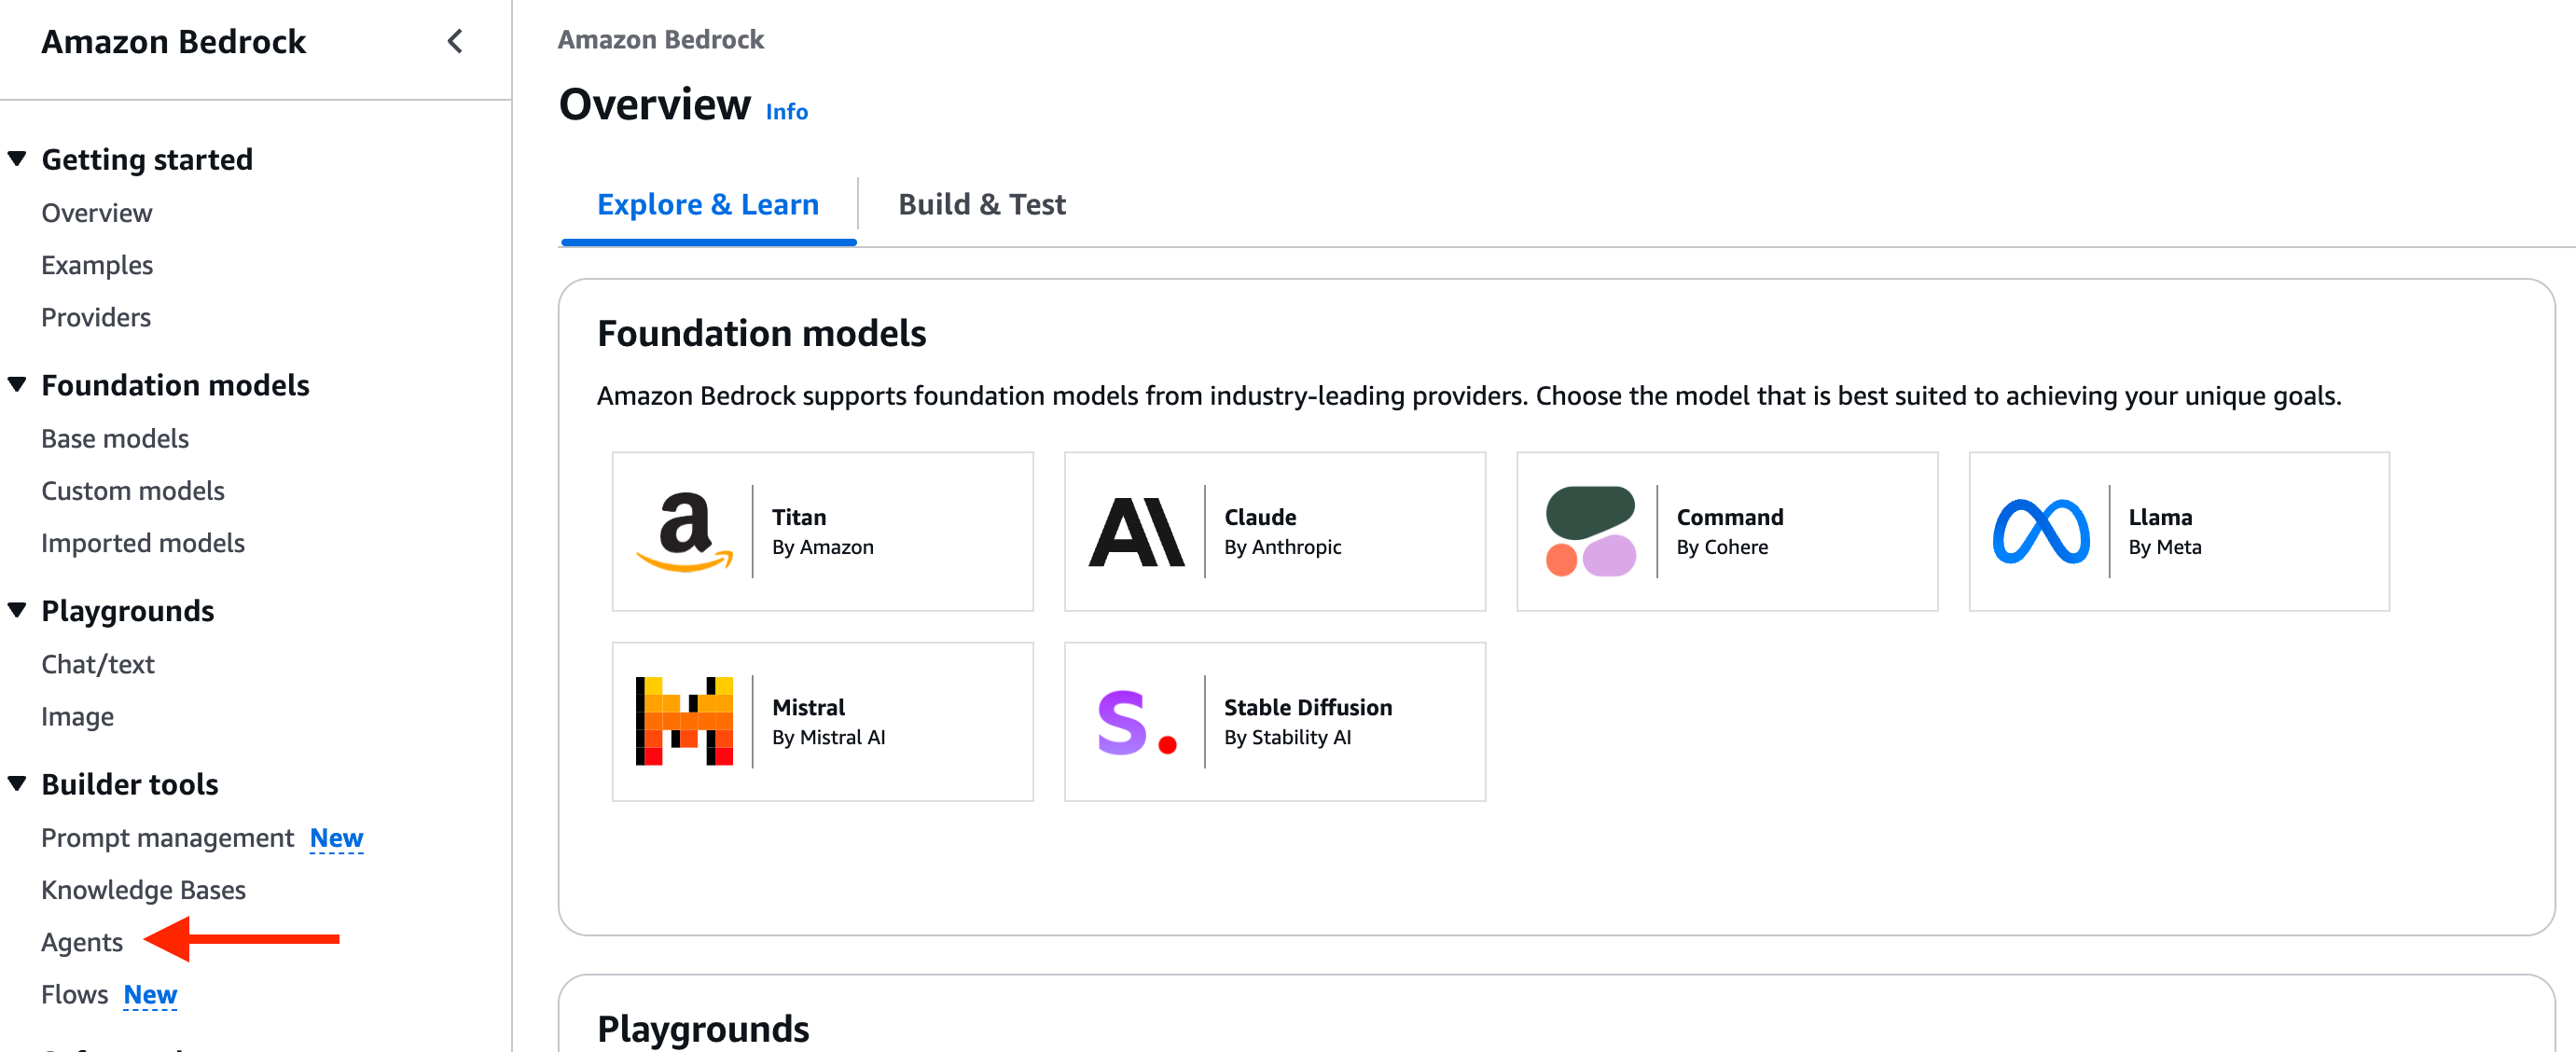 Amazon Bedrock
Getting started
Overview
Examples
Providers
Foundation models
Base models
Custom models
Imported models
Playgrounds
Chat/text
Image
Builder tools
Prompt management New
Knowledge Bases
Agents
Flows New
Amazon Bedrock
Overview Info
Explore & Learn
Build & Test
Foundation models
Amazon Bedrock supports foundation models from industry-leading providers. Choose the model that is best suited to achieving your unique goals.
Titan
By Amazon
Claude
By Anthropic
Command
By Cohere
Llama
By Meta
Mistral
By Mistral AI
Stable Diffusion
By Stability AI
Playgrounds